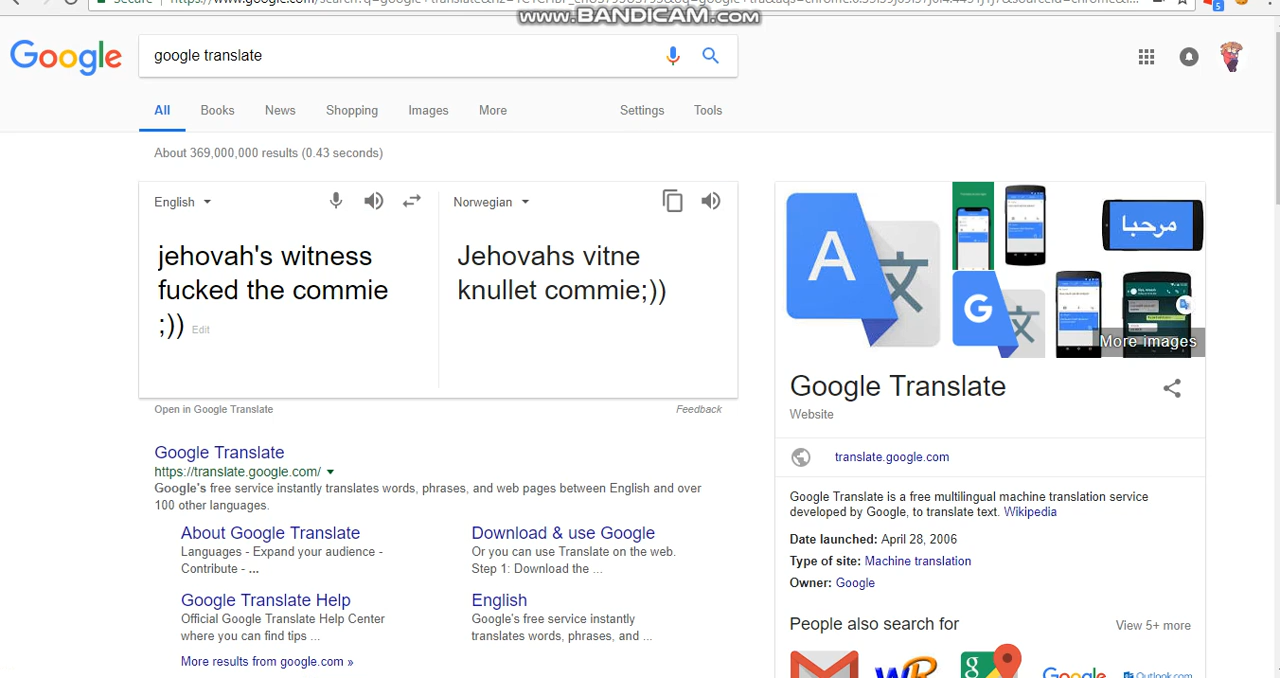 www.BANDICAM.com
Google
google translate
All Books News Shopping Images More Settings Tools
About 369,000,000 results (0.43 seconds)
English
Norwegian
jehovah's witness
fucked the commie
;)) Edit
Jehovahs vitne
knullet commie;))
Open in Google Translate
Feedback
Google Translate
https://translate.google.com/
Google's free service instantly translates words, phrases, and web pages between English and over
100 other languages.
About Google Translate
Languages - Expand your audience -
Contribute - ...
Download & use Google
Or you can use Translate on the web.
Step 1: Download the ...
Google Translate Help
Official Google Translate Help Center
where you can find tips ...
English
Google's free service instantly
translates words, phrases, and ...
More results from google.com »
A
文
G
مرحبا
More images
Google Translate
Website
translate.google.com
Google Translate is a free multilingual machine translation service
developed by Google, to translate text. Wikipedia
Date launched: April 28, 2006
Type of site: Machine translation
Owner: Google
People also search for
View 5+ more
Google
Outlook.com